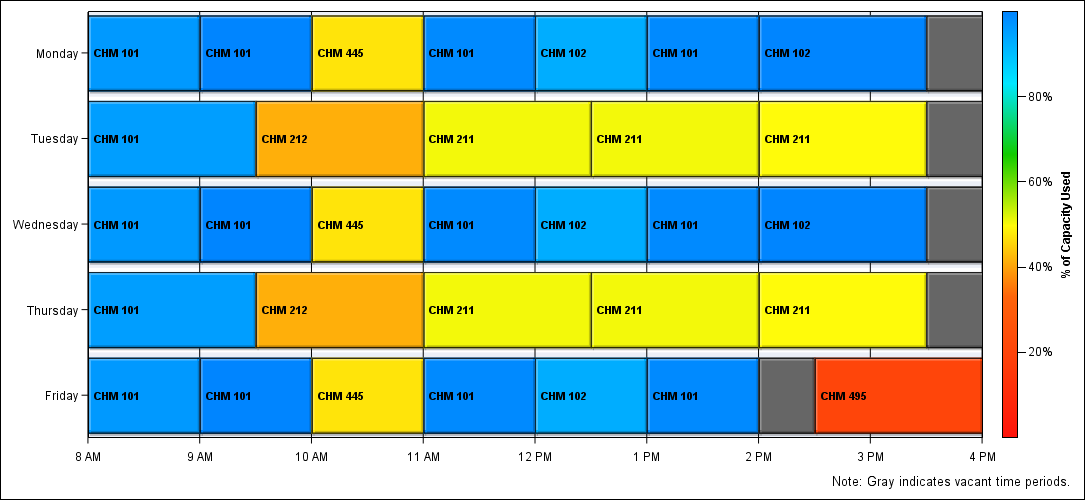 Monday CHM 101 CHM 101 CHM 445 CHM 101 CHM 102 CHM 101 CHM 102
Tuesday CHM 101 CHM 212 CHM 211 CHM 211 CHM 211
Wednesday CHM 101 CHM 101 CHM 445 CHM 101 CHM 102 CHM 101 CHM 102
Thursday CHM 101 CHM 212 CHM 211 CHM 211 CHM 211
Friday CHM 101 CHM 101 CHM 445 CHM 101 CHM 102 CHM 101 CHM 495
8 AM 9 AM 10 AM 11 AM 12 PM 1 PM 2 PM 3 PM 4 PM
80%
60%
40%
20%
% of Capacity Used
Note: Gray indicates vacant time periods.